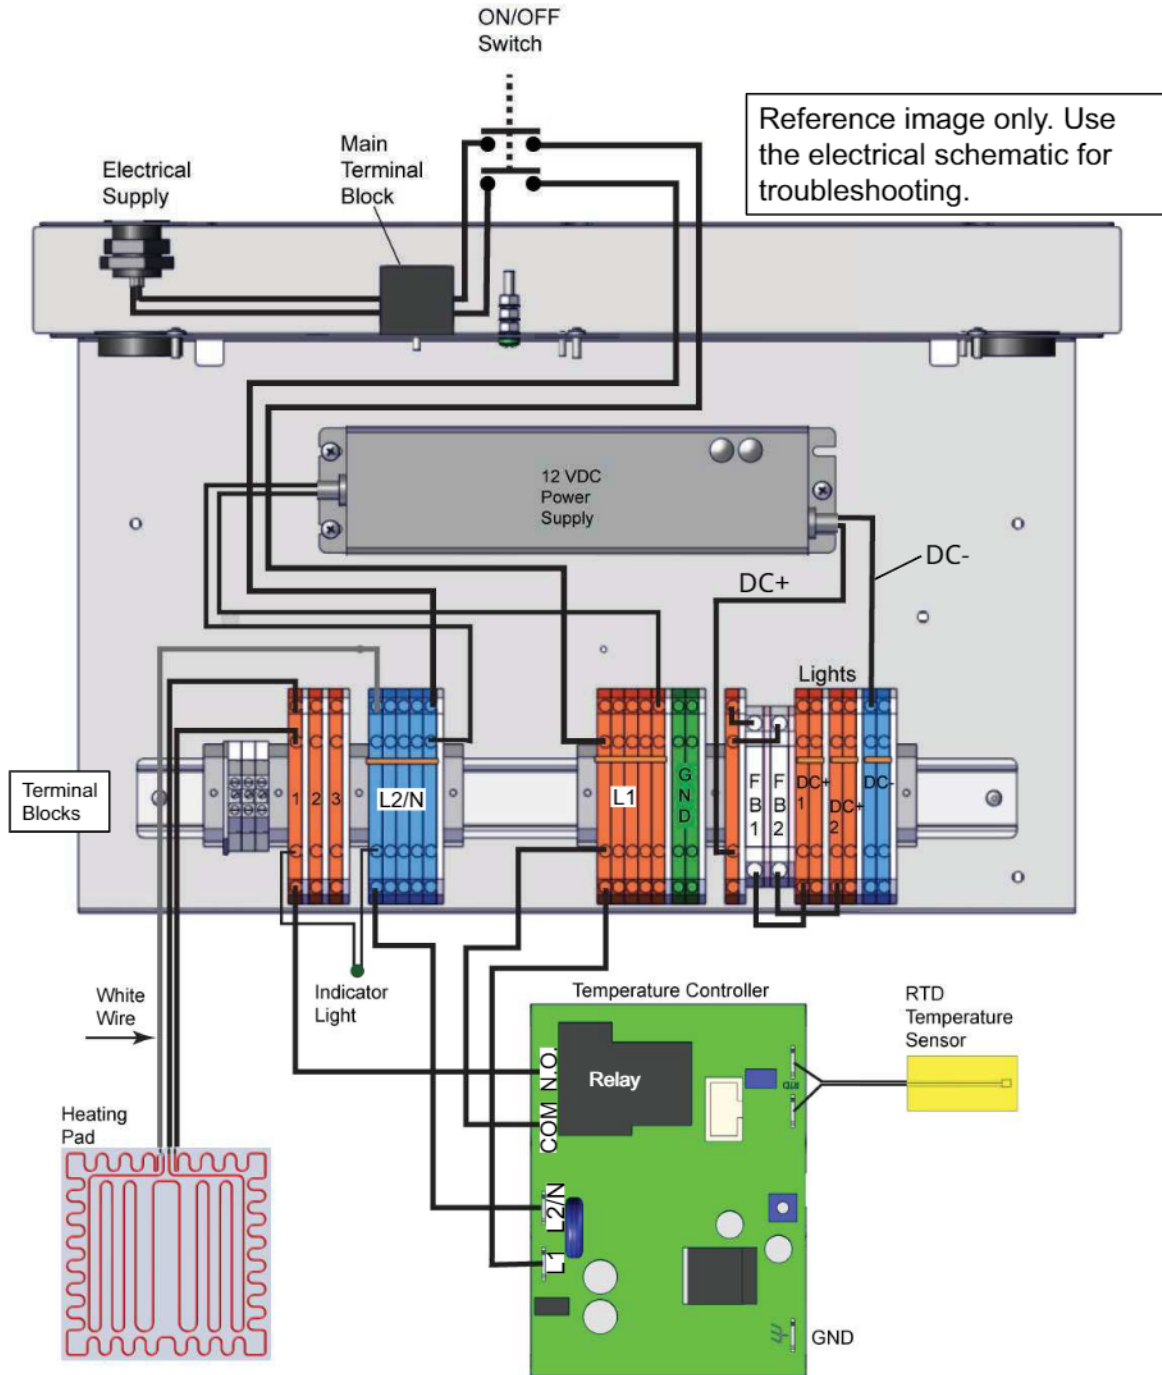 ON/OFF
Switch
Reference image only. Use
the electrical schematic for
troubleshooting.
Main
Terminal
Block
Electrical
Supply
12 VDC
Power
Supply
DC-
DC+
Lights
Terminal
Blocks
1
2
3
L2/N
L1
GND
FB1
FB2
DC+
1
DC+
2
DC-
White
Wire
Indicator
Light
Temperature Controller
RTD
Temperature
Sensor
N.O.
Relay
COM
RTD
Heating
Pad
L2/N
L1
GND